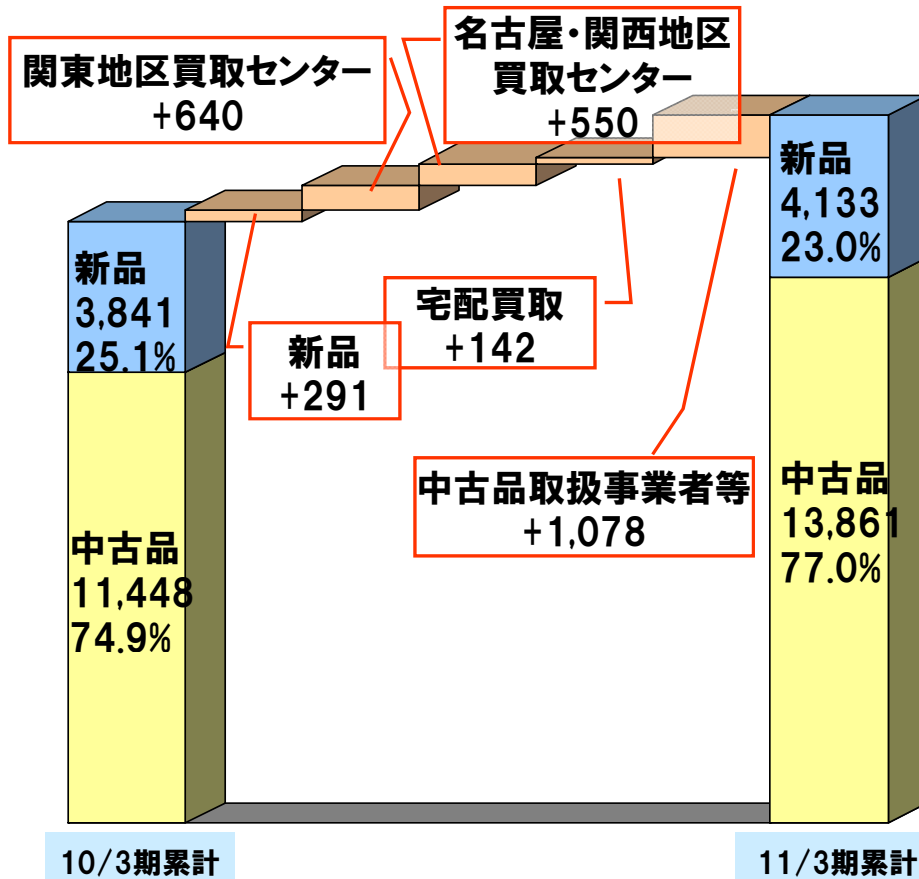 関東地区買取センター
+640
名古屋・関西地区
買取センター
+550
新品
3,841
25.1%
中古品
11,448
74.9%
新品
+291
宅配買取
+142
中古品取扱事業者等
+1,078
新品
4,133
23.0%
中古品
13,861
77.0%
10/3期累計
11/3期累計